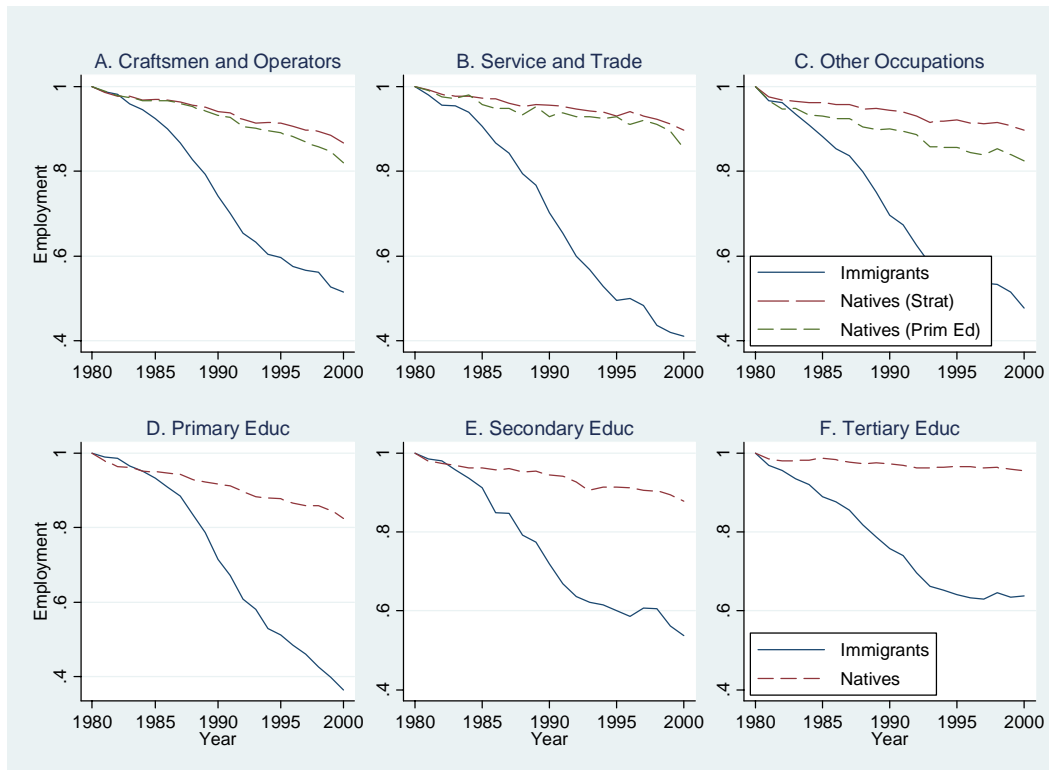 A. Craftsmen and Operators
B. Service and Trade
C. Other Occupations
Employment
1
.8
.6
.4
1980 1985 1990 1995 2000
1
.8
.6
.4
1980 1985 1990 1995 2000
1
.8
.6
.4
1980 1985 1990 1995 2000
Immigrants
Natives (Strat)
Natives (Prim Ed)
D. Primary Educ
E. Secondary Educ
F. Tertiary Educ
Employment
1
.8
.6
.4
1980 1985 1990 1995 2000
Year
1
.8
.6
.4
1980 1985 1990 1995 2000
Year
1
.8
.6
.4
1980 1985 1990 1995 2000
Year
Immigrants
Natives